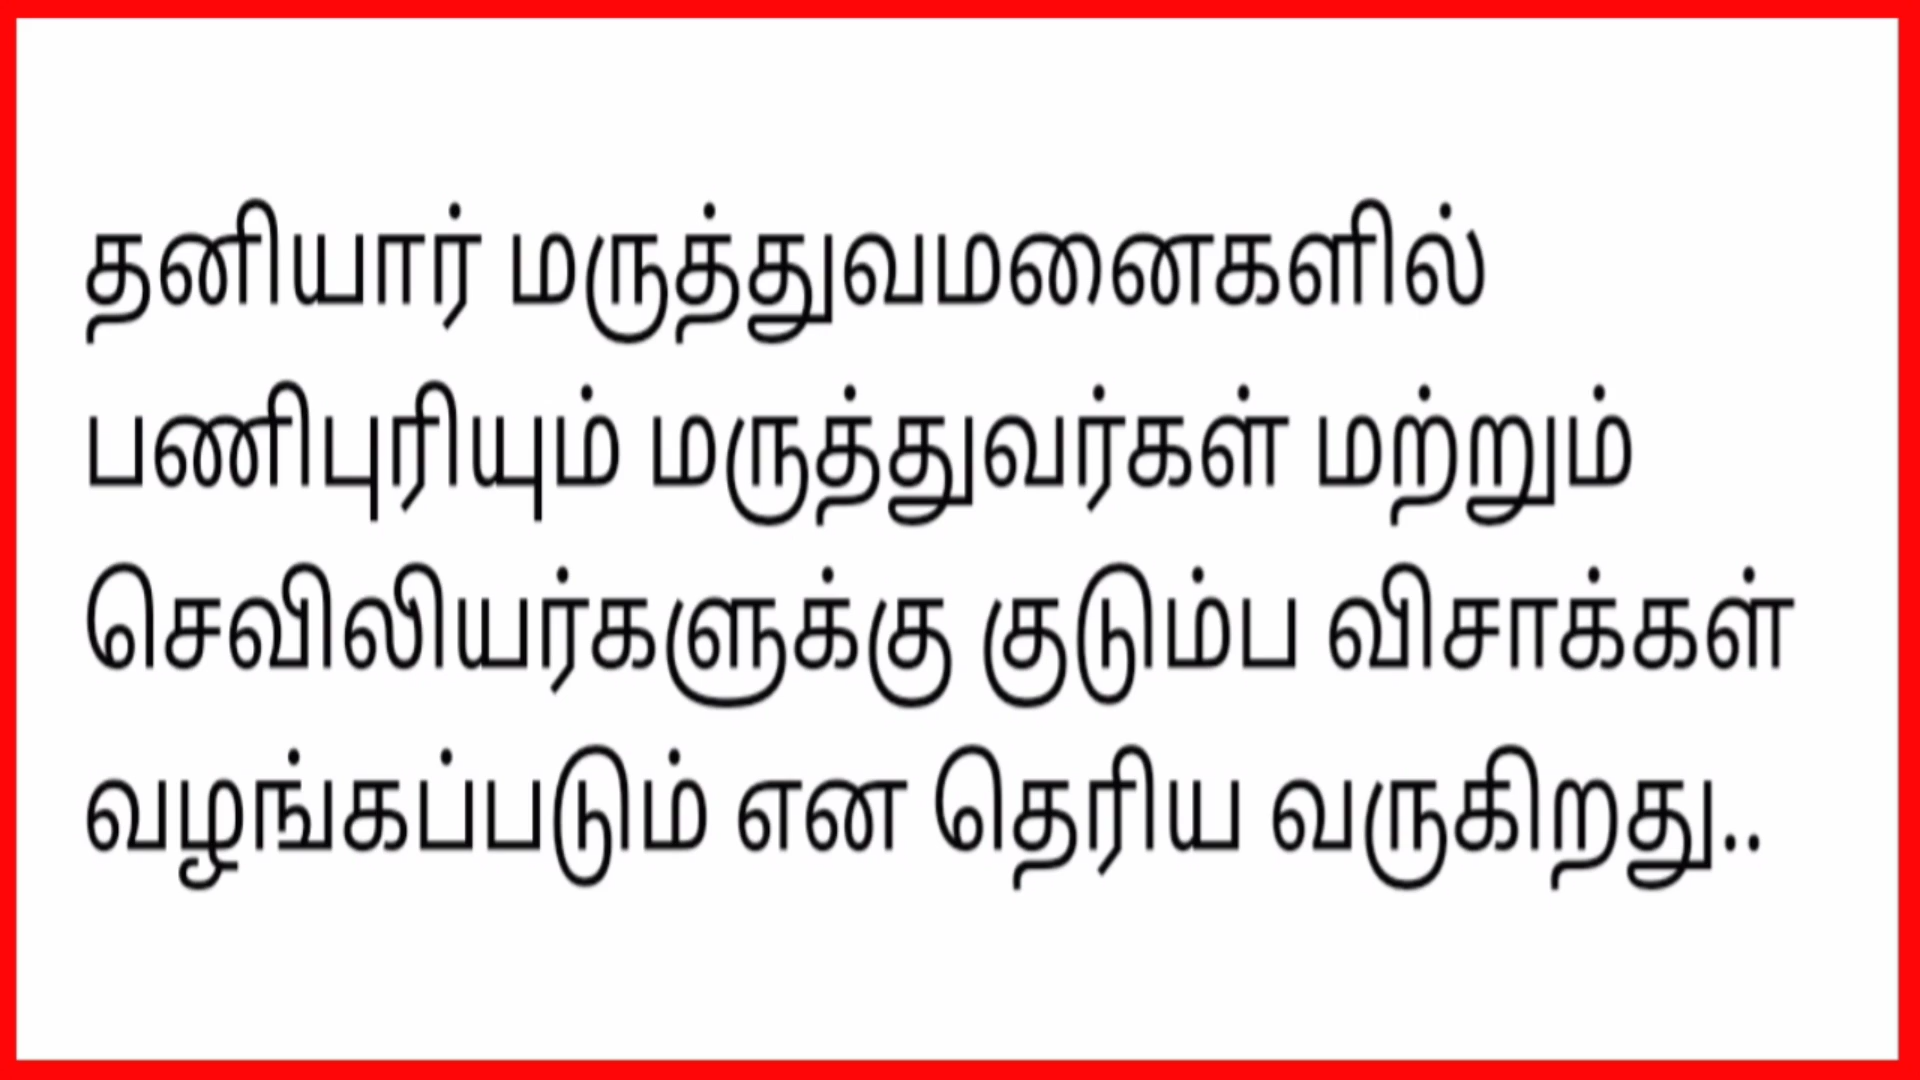 தனியார் மருத்துவமனைகளில்
பணிபுரியும் மருத்துவர்கள் மற்றும்
செவிலியர்களுக்கு குடும்ப விசாக்கள்
வழங்கப்படும் என தெரிய வருகிறது..